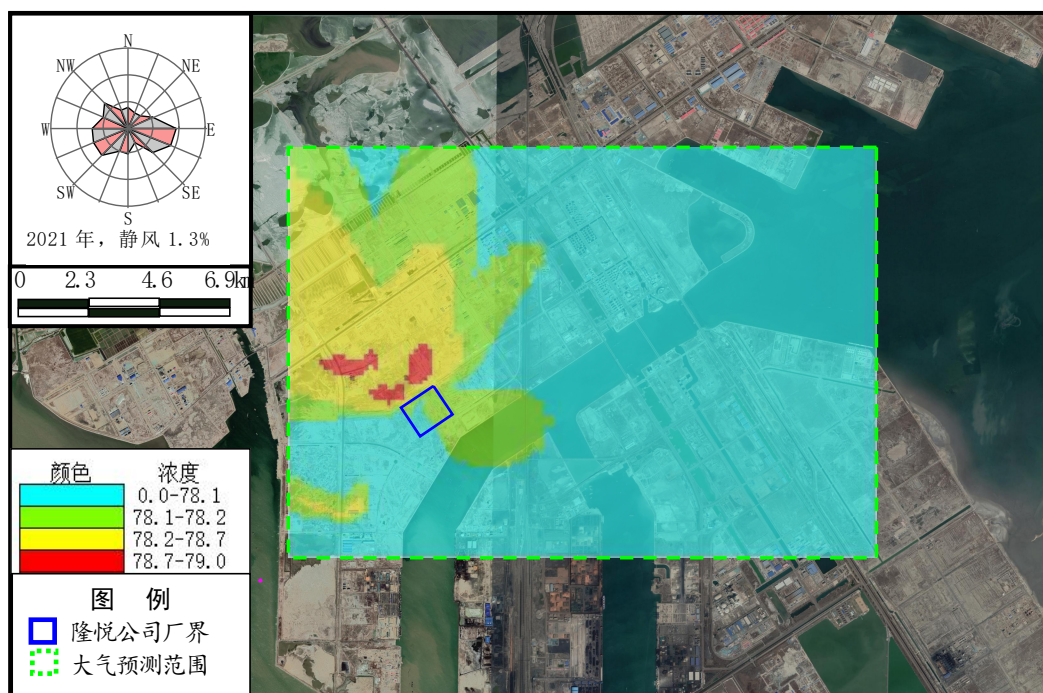 N
NW NE
W E
SW SE
S
2021 年，静风 1.3%
0 2.3 4.6 6.9km
颜色 浓度
0.0-78.1
78.1-78.2
78.2-78.7
78.7-79.0
图 例
隆悦公司厂界
大气预测范围